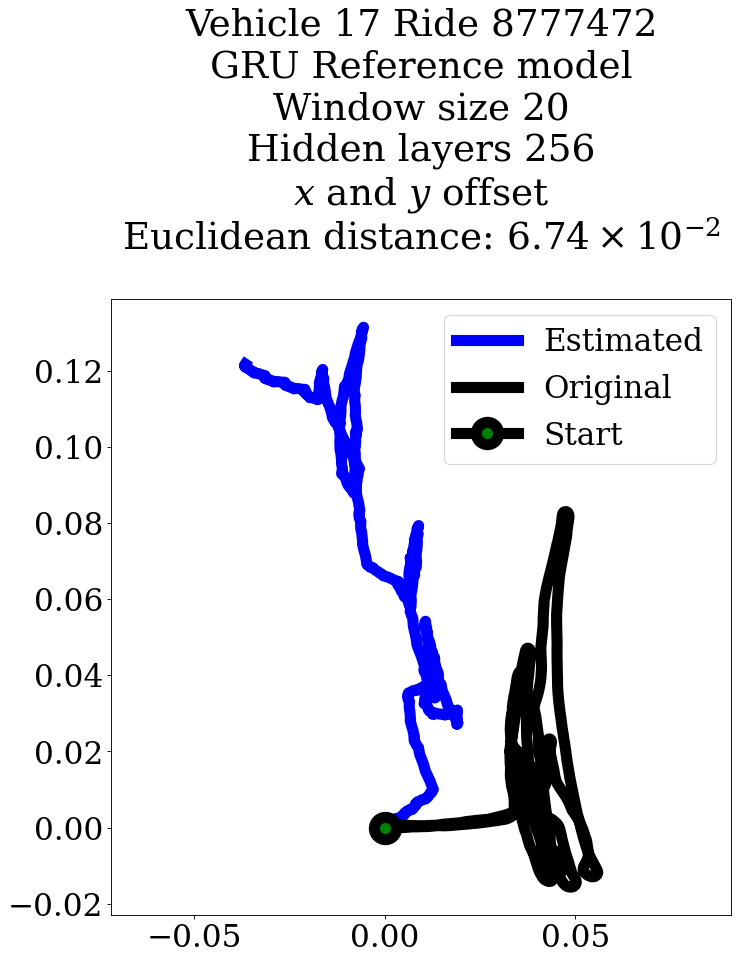 Vehicle 17 Ride 8777472
GRU Reference model
Window size 20
Hidden layers 256
x and y offset
Euclidean distance: 6.74 × 10⁻²
Estimated
Original
Start
0.12
0.10
0.08
0.06
0.04
0.02
0.00
−0.02
−0.05 0.00 0.05